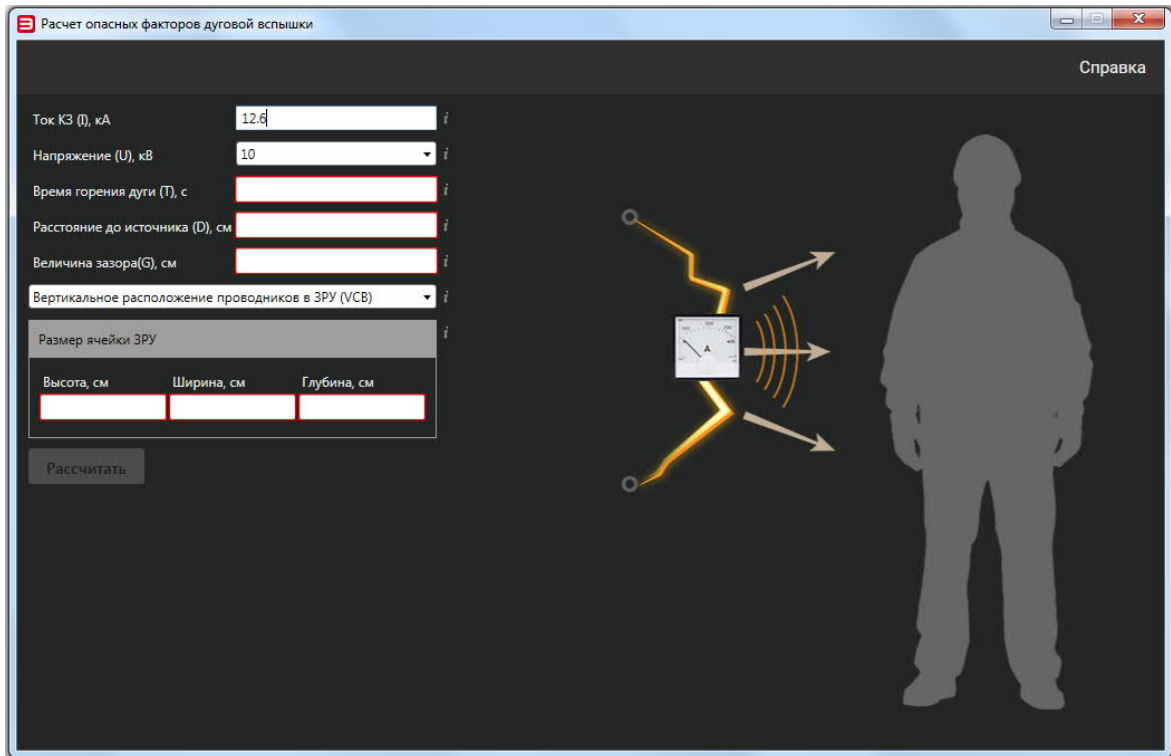 Расчет опасных факторов дуговой вспышки
Справка
Ток КЗ (I), кА 12.6
Напряжение (U), кВ 10
Время горения дуги (T), с
Расстояние до источника (D), см
Величина зазора(G), см
Вертикальное расположение проводников в ЗРУ (VCB)
Размер ячейки ЗРУ
Высота, см Ширина, см Глубина, см
Рассчитать
A